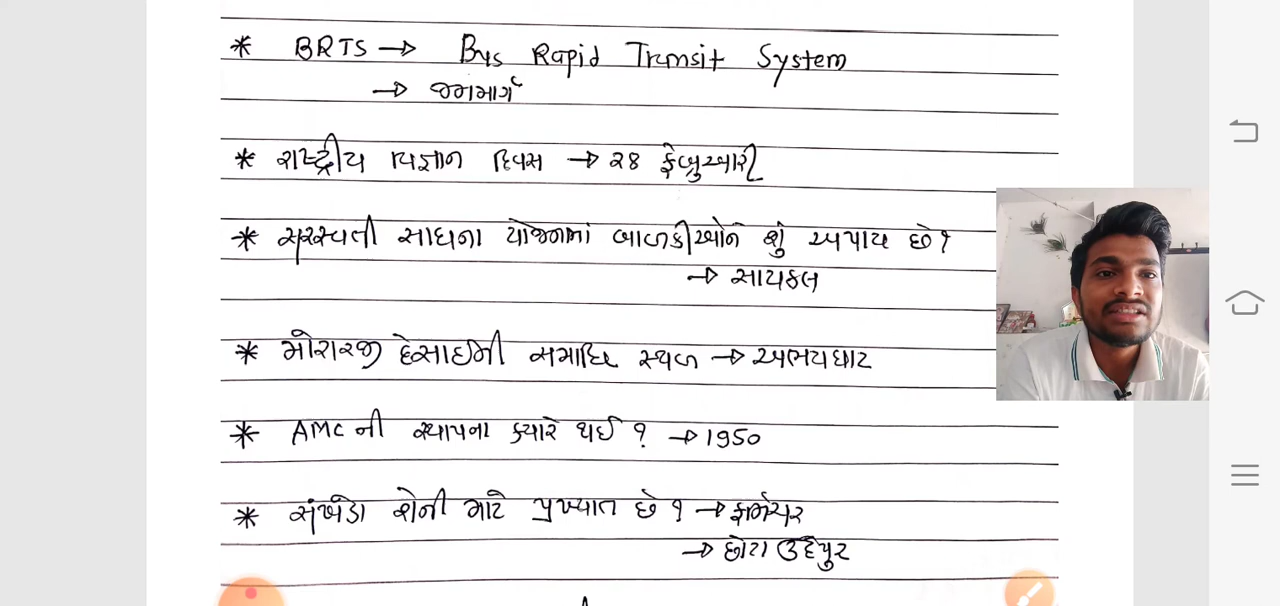 * BRTS → Bus Rapid Transit System
→ જનમાર્ગ
* રાષ્ટ્રીય વિજ્ઞાન દિવસ → ૨૪ ફેબ્રુઆરી
* સરસ્વતી સાધના યોજનામાં બાળકીઓને શું અપાય છે?
→ સાયકલ
* મોરારજી દેસાઈની સમાધિ સ્થળ → અભયઘાટ
* AMC ની સ્થાપના ક્યારે થઈ ? → 1950
* સંખેડા શેની માટે પ્રખ્યાત છે ? → ફર્નિચર
→ છોટા ઉદેપુર